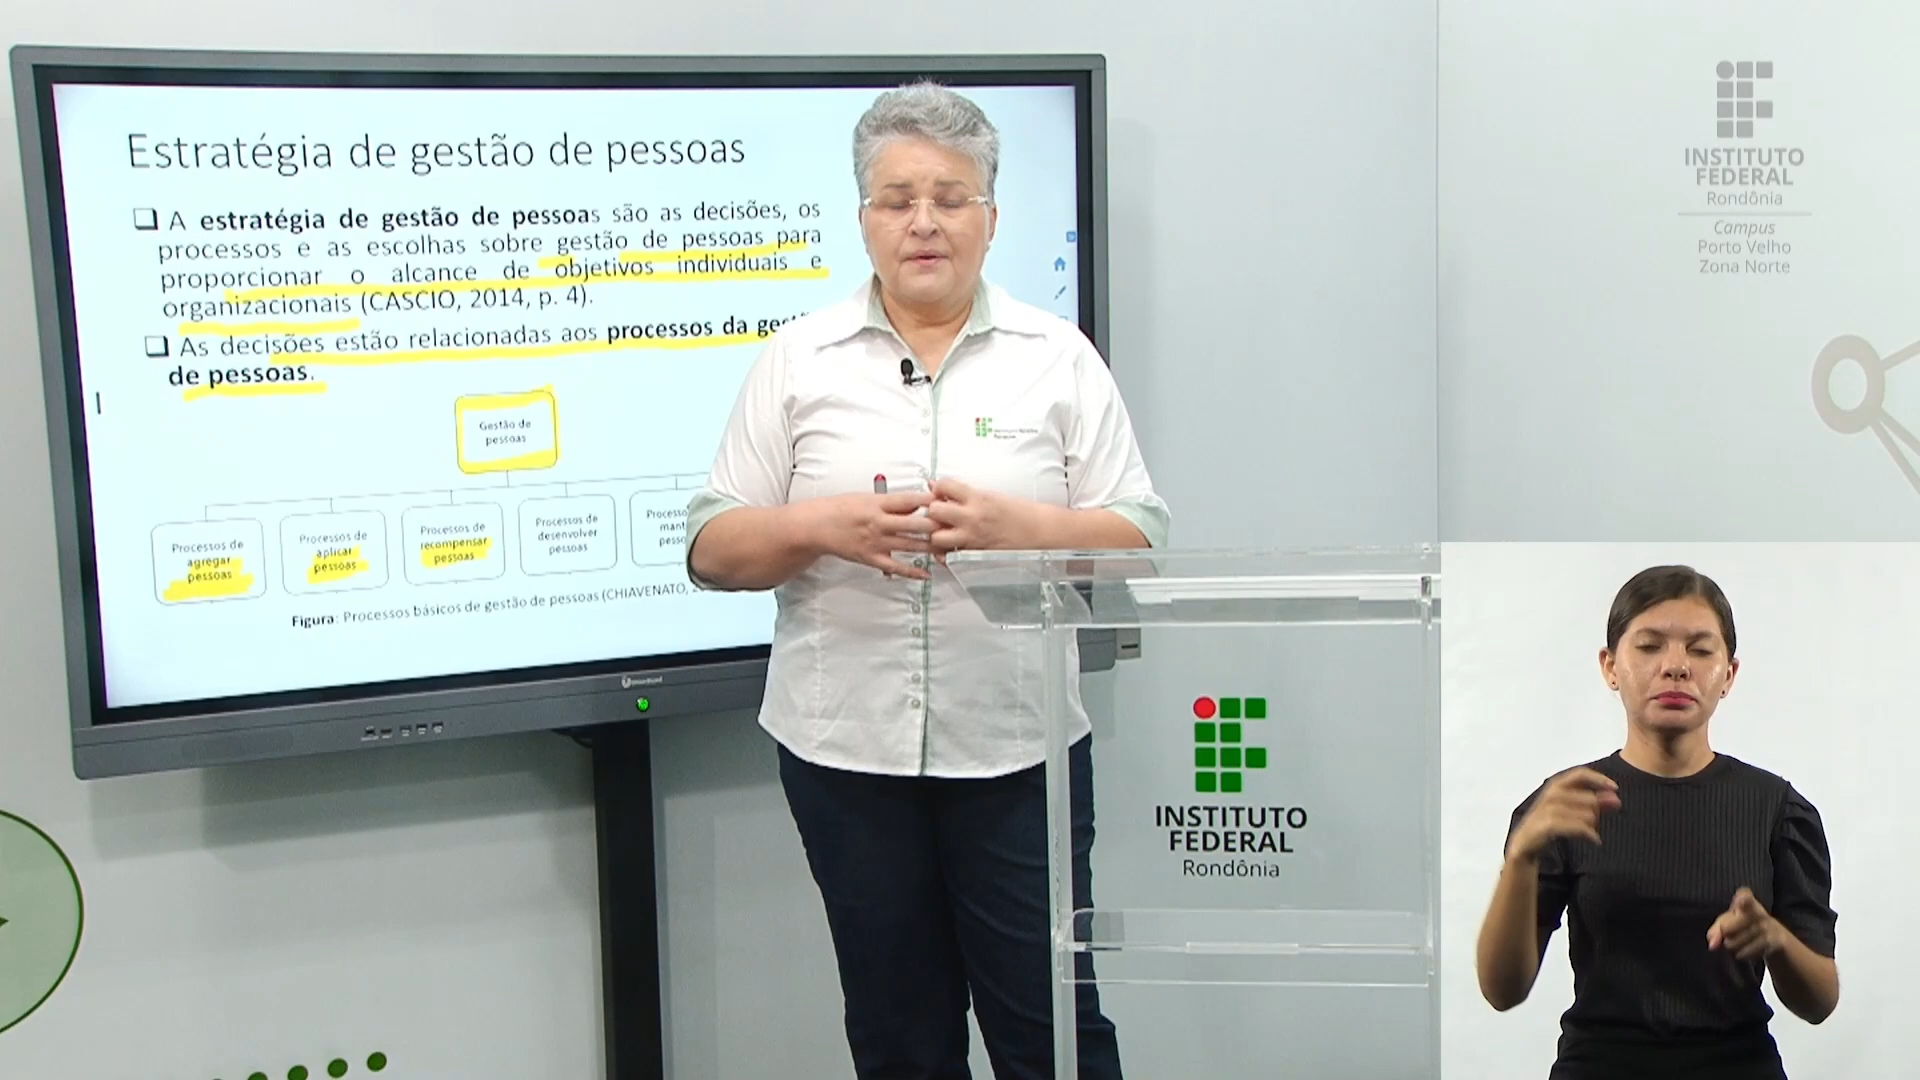 Estratégia de gestão de pessoas
❑ A estratégia de gestão de pessoas são as decisões, os
processos e as escolhas sobre gestão de pessoas para
proporcionar o alcance de objetivos individuais e
organizacionais (CASCIO, 2014, p. 4).
❑ As decisões estão relacionadas aos processos da
de pessoas.
Gestão de
pessoas
Processos de
agregar
pessoas
Processos de
aplicar
pessoas
Processos de
recompensar
pessoas
Processos de
desenvolver
pessoas
Figura: Processos básicos de gestão de pessoas (CHIAVENATO,
INSTITUTO
FEDERAL
Rondônia
Campus
Porto Velho
Zona Norte
INSTITUTO
FEDERAL
Rondônia